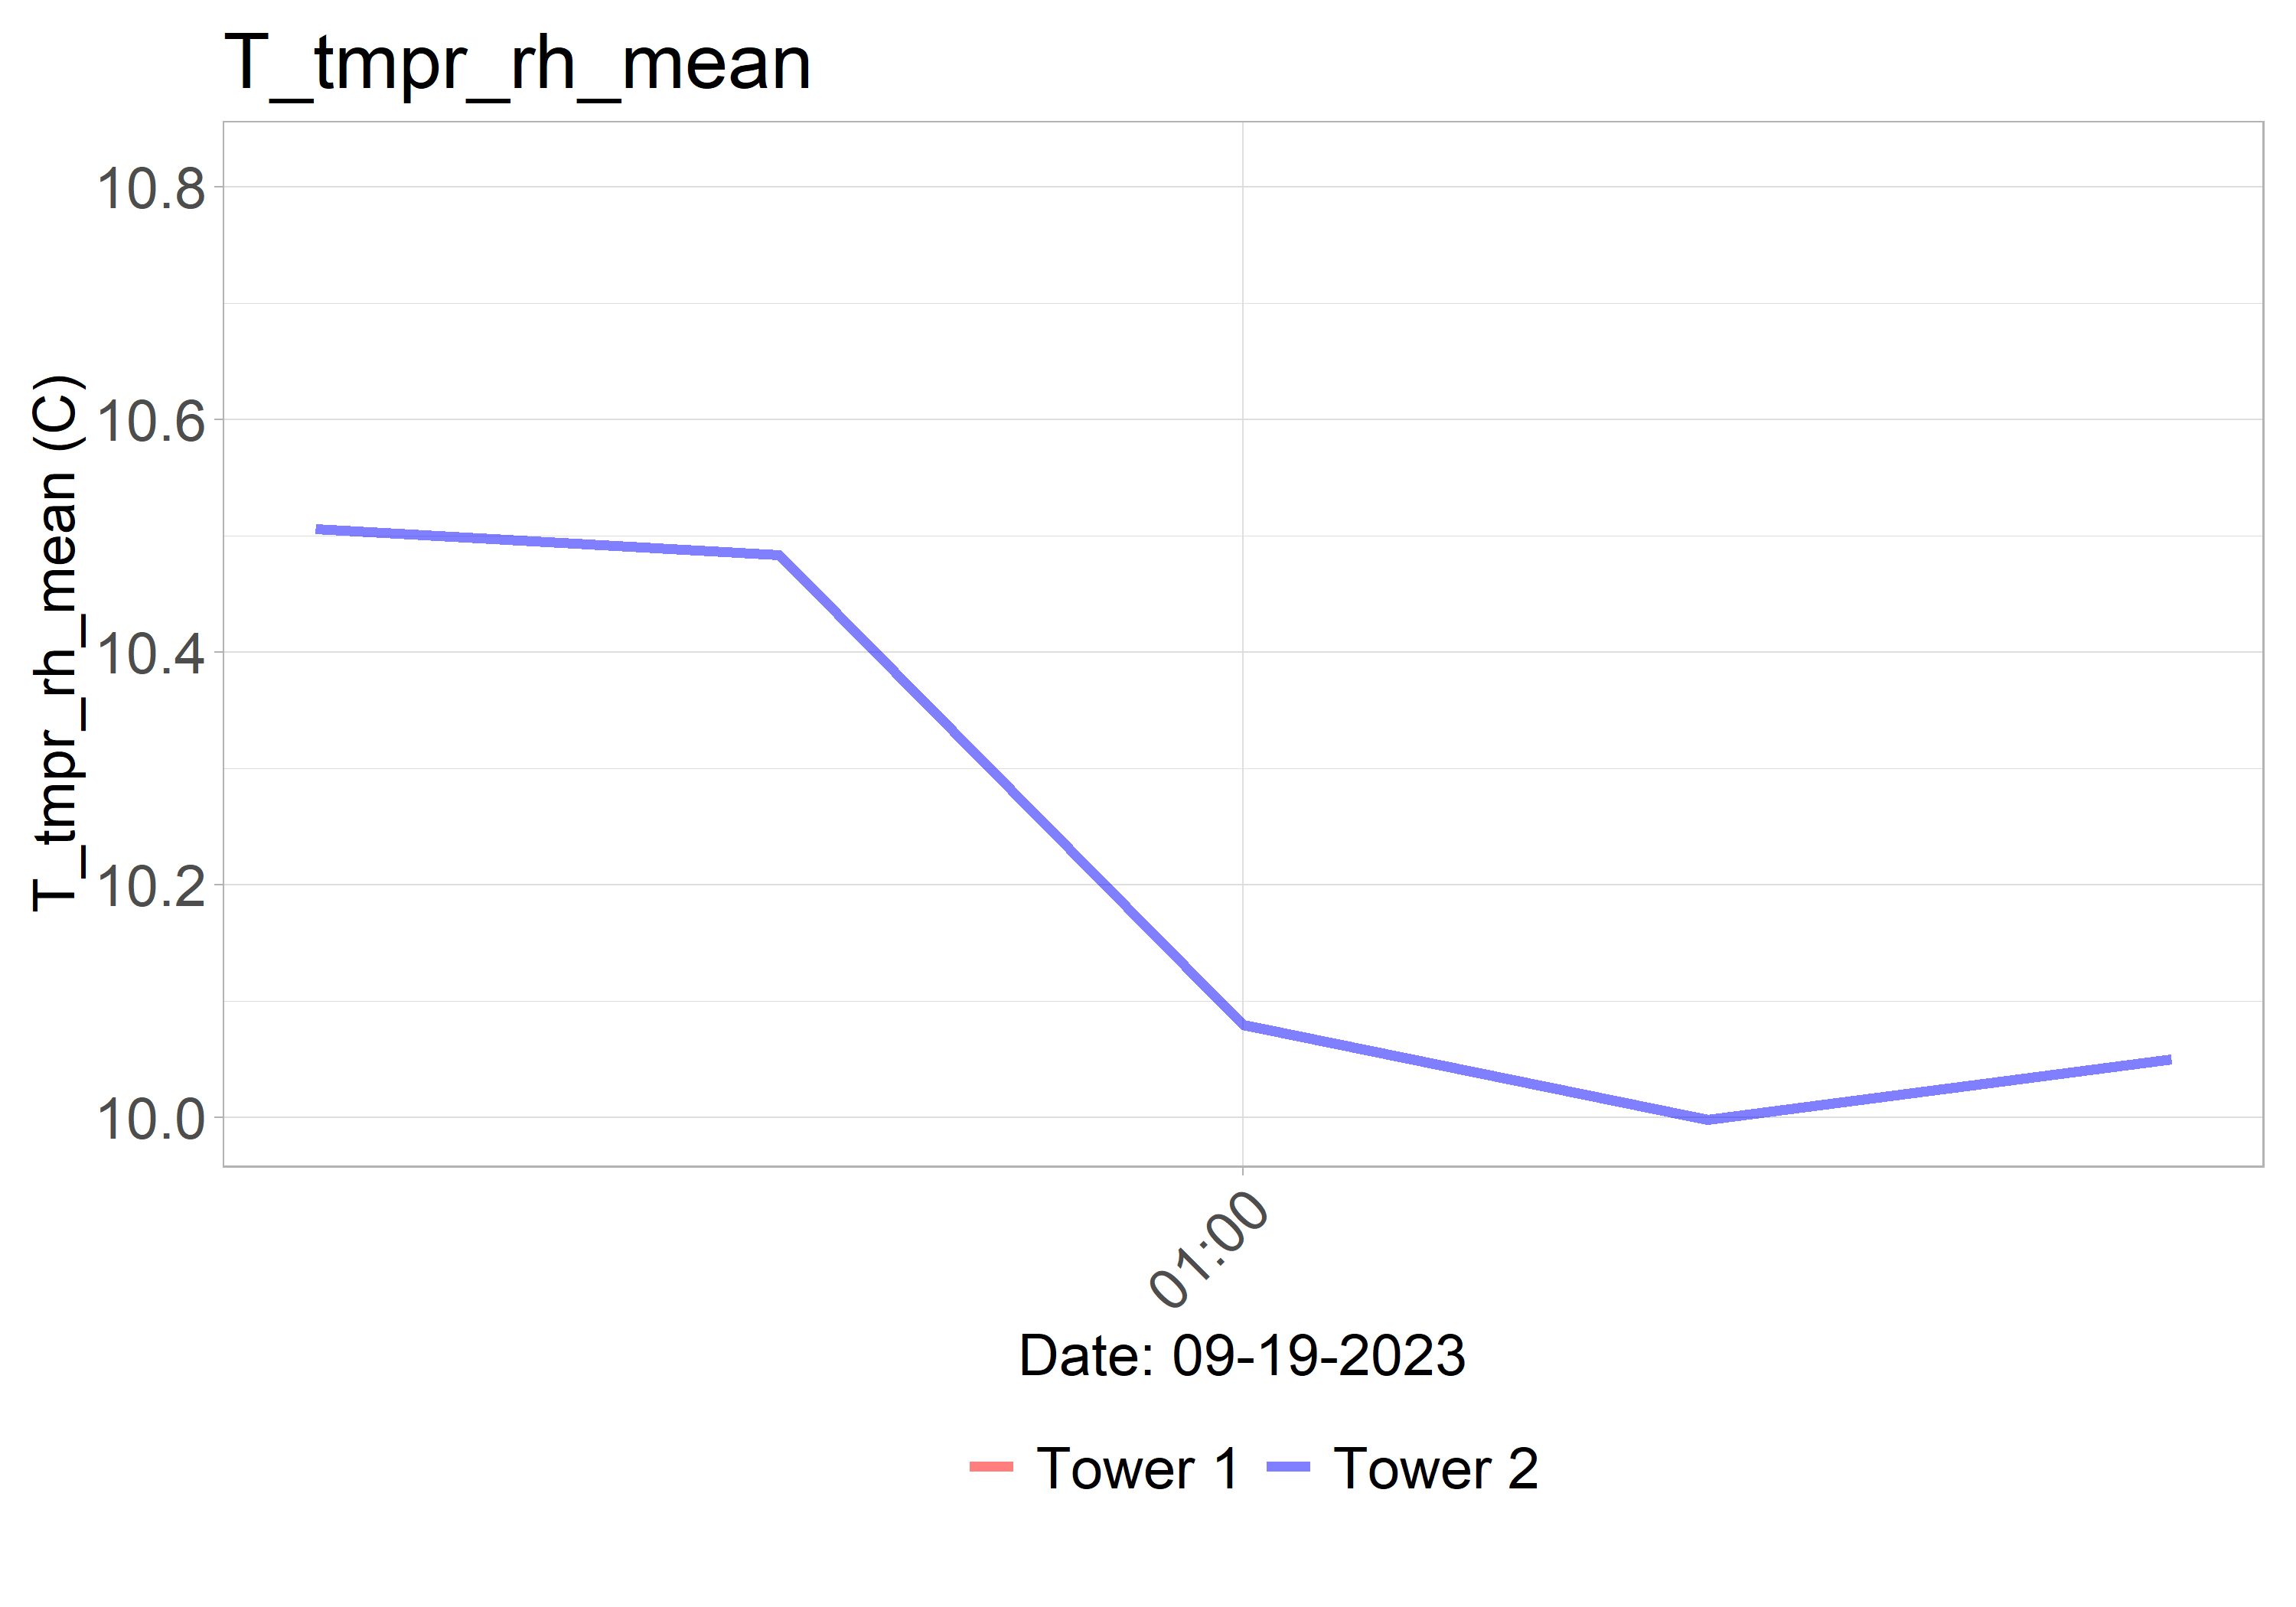 T_tmpr_rh_mean
T_tmpr_rh_mean (C)
10.8
10.6
10.4
10.2
10.0
01:00
Date: 09-19-2023
Tower 1 Tower 2